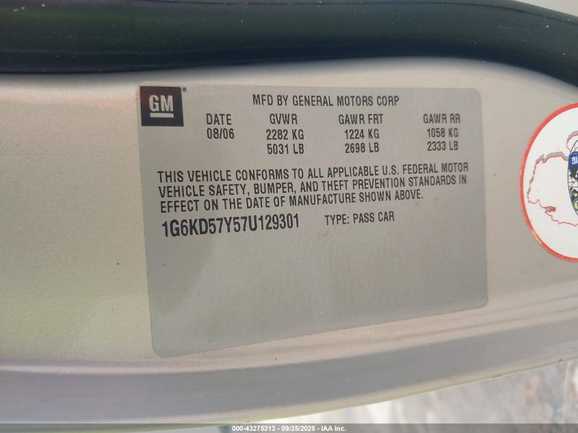 GM
MFD BY GENERAL MOTORS CORP
DATE GVWR GAWR FRT GAWR RR
08/06 2282 KG 1224 KG 1058 KG
5031 LB 2698 LB 2333 LB
THIS VEHICLE CONFORMS TO ALL APPLICABLE U.S. FEDERAL MOTOR
VEHICLE SAFETY, BUMPER, AND THEFT PREVENTION STANDARDS IN
EFFECT ON THE DATE OF MANUFACTURE SHOWN ABOVE.
1G6KD57Y57U129301 TYPE: PASS CAR
000-43275313 - 09/25/2025 - IAA Inc.